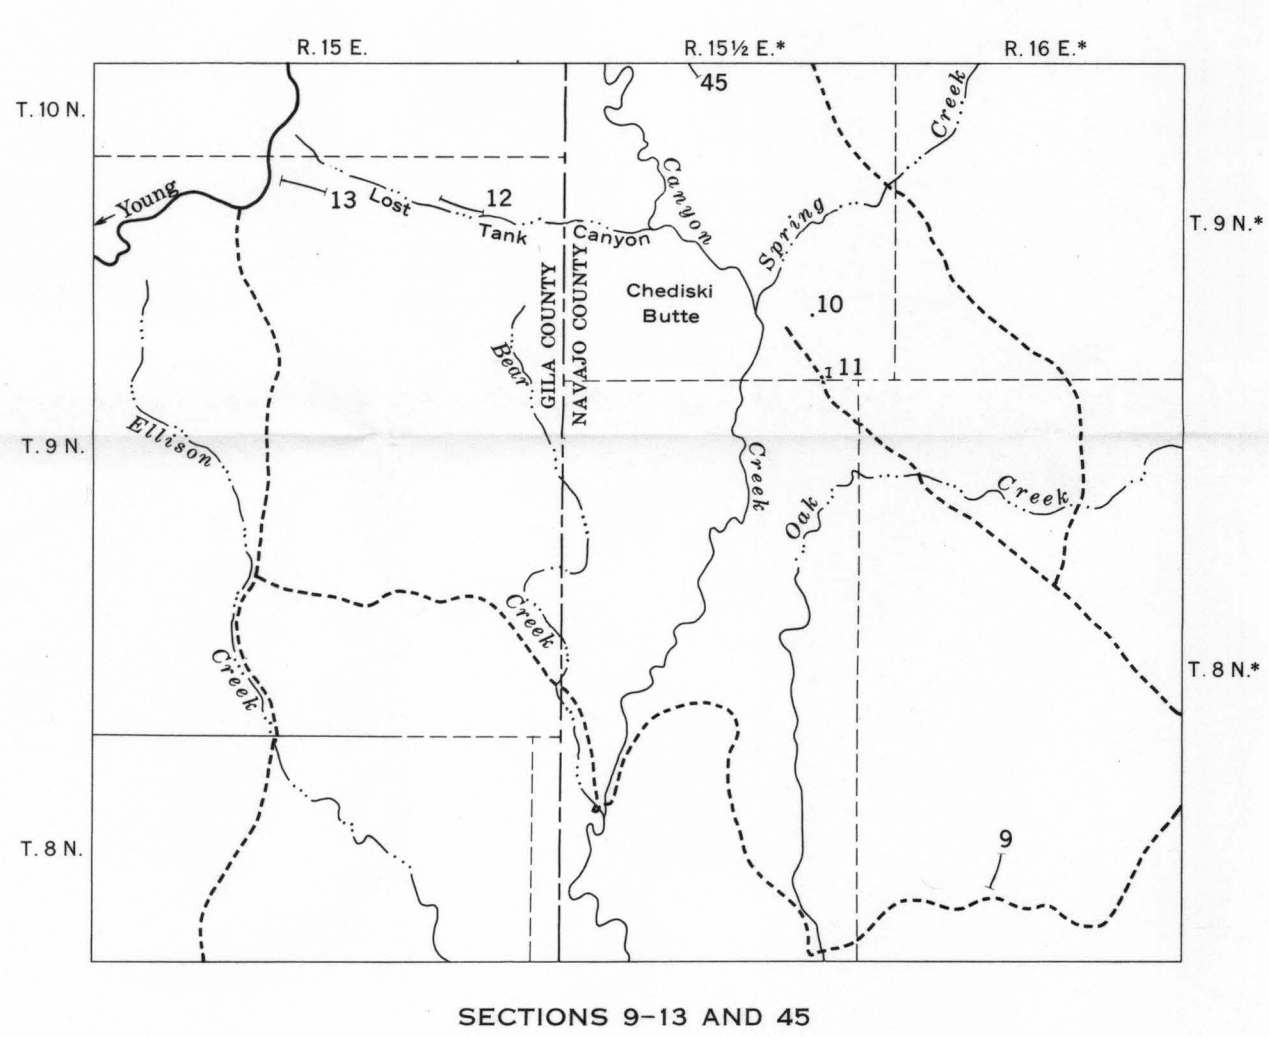 R. 15 E.
R. 15½ E.*
R. 16 E.*
45
T. 10 N.
Creek
Canyon
Young
13
Lost
12
Spring
T. 9 N.*
Tank
Canyon
GILA COUNTY
NAVAJO COUNTY
Chediski
Butte
10
Bear
11
Ellison
T. 9 N.
Creek
Oak
Creek
Creek
Creek
T. 8 N.*
T. 8 N.
9
SECTIONS 9–13 AND 45